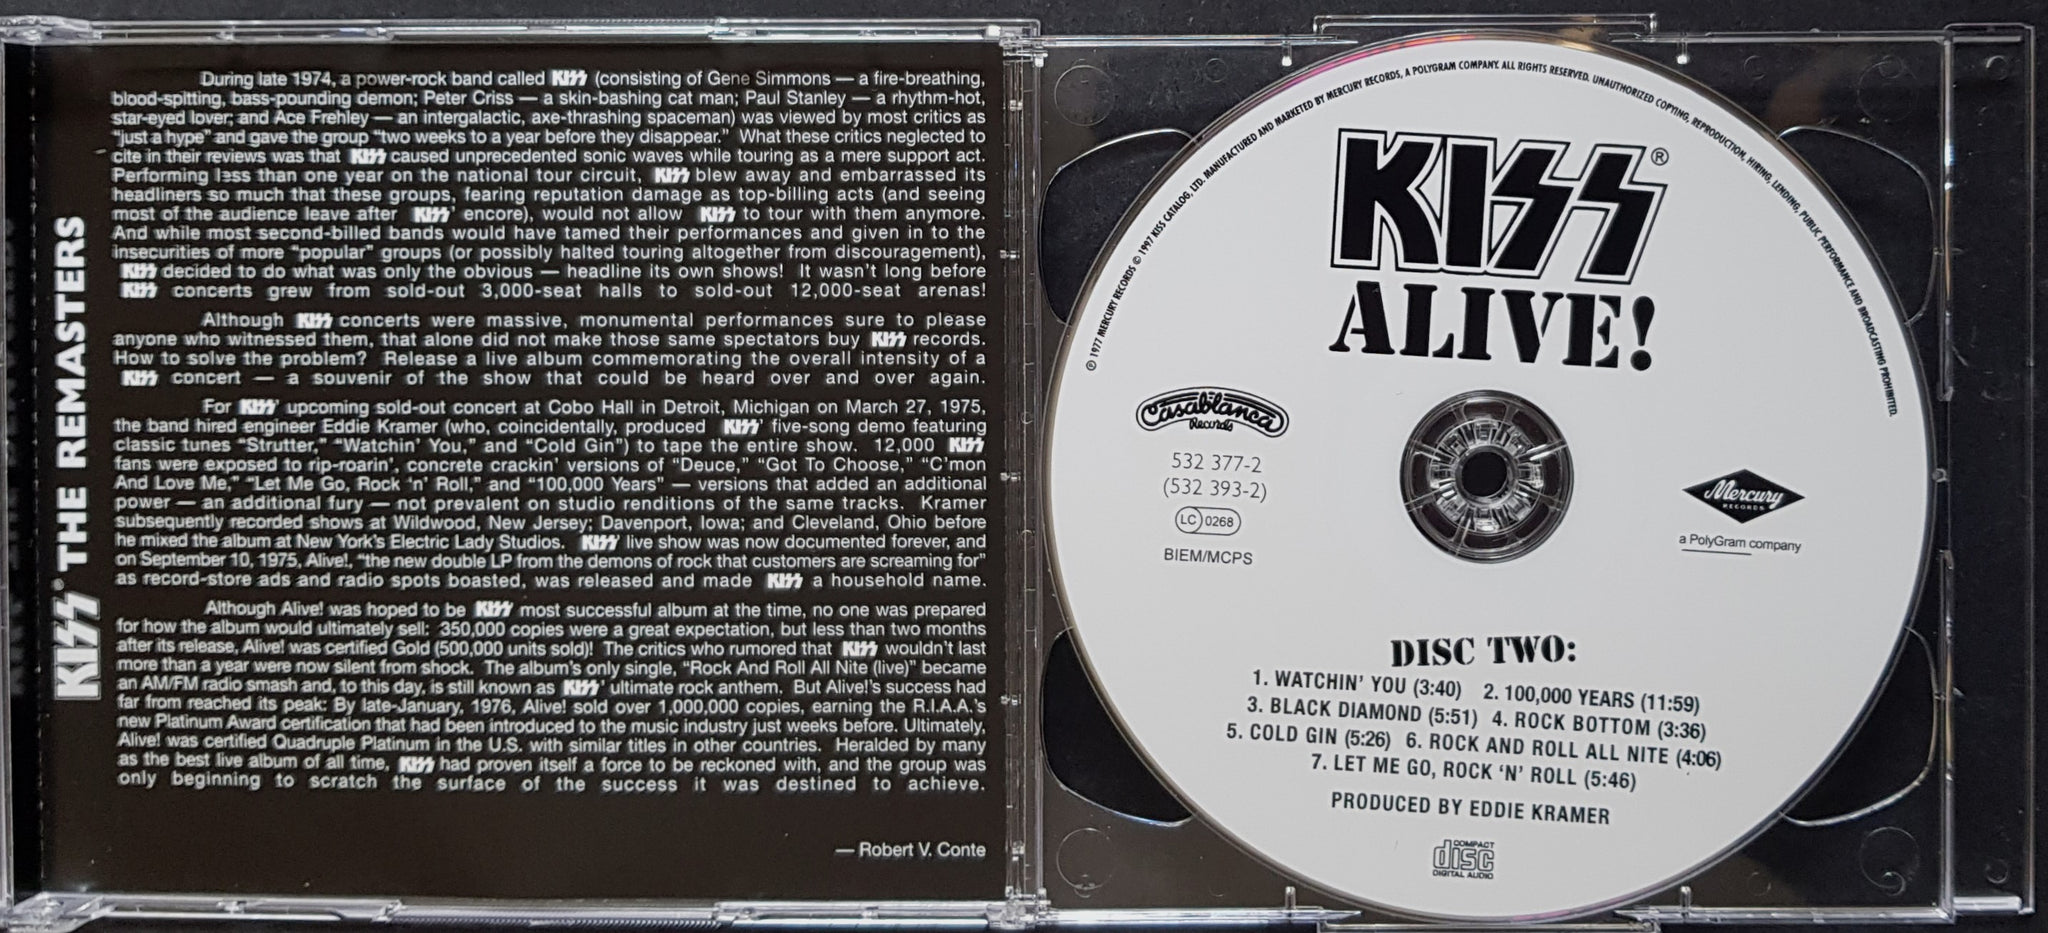 KISS® THE REMASTERS
During late 1974, a power-rock band called KISS (consisting of Gene Simmons — a fire-breathing,
blood-spitting, bass-pounding demon; Peter Criss — a skin-bashing cat man; Paul Stanley — a rhythm-hot,
star-eyed lover; and Ace Frehley — an intergalactic, axe-thrashing spaceman) was viewed by most critics as
"just a hype" and gave the group "two weeks to a year before they disappear." What these critics neglected to
cite in their reviews was that KISS caused unprecedented sonic waves while touring as a mere support act.
Performing less than one year on the national tour circuit, KISS blew away and embarrassed its
headliners so much that these groups, fearing reputation damage as top-billing acts (and seeing
most of the audience leave after KISS' encore), would not allow KISS to tour with them anymore.
And while most second-billed bands would have tamed their performances and given in to the
insecurities of more "popular" groups (or possibly halted touring altogether from discouragement),
KISS decided to do what was only the obvious — headline its own shows! It wasn't long before
KISS concerts grew from sold-out 3,000-seat halls to sold-out 12,000-seat arenas!
Although KISS concerts were massive, monumental performances sure to please
anyone who witnessed them, that alone did not make those same spectators buy KISS records.
How to solve the problem? Release a live album commemorating the overall intensity of a
KISS concert — a souvenir of the show that could be heard over and over again.
For KISS' upcoming sold-out concert at Cobo Hall in Detroit, Michigan on March 27, 1975,
the band hired engineer Eddie Kramer (who, coincidentally, produced KISS' five-song demo featuring
classic tunes "Strutter," "Watchin' You," and "Cold Gin") to tape the entire show. 12,000 KISS
fans were exposed to rip-roarin', concrete crackin' versions of "Deuce," "Got To Choose," "C'mon
And Love Me," "Let Me Go, Rock 'n' Roll," and "100,000 Years" — versions that added an additional
power — an additional fury — not prevalent on studio renditions of the same tracks. Kramer
subsequently recorded shows at Wildwood, New Jersey; Davenport, Iowa; and Cleveland, Ohio before
he mixed the album at New York's Electric Lady Studios. KISS' live show was now documented forever, and
on September 10, 1975, Alive!, "the new double LP from the demons of rock that customers are screaming for"
as record-store ads and radio spots boasted, was released and made KISS a household name.
Although Alive! was hoped to be KISS' most successful album at the time, no one was prepared
for how the album would ultimately sell: 350,000 copies were a great expectation, but less than two months
after its release, Alive! was certified Gold (500,000 units sold)! The critics who rumored that KISS wouldn't last
more than a year were now silent from shock. The album's only single, "Rock And Roll All Nite (live)" became
an AM/FM radio smash and, to this day, is still known as KISS' ultimate rock anthem. But Alive!'s success had
far from reached its peak: By late-January, 1976, Alive! sold over 1,000,000 copies, earning the R.I.A.A.'s
new Platinum Award certification that had been introduced to the music industry just weeks before. Ultimately,
Alive! was certified Quadruple Platinum in the U.S. with similar titles in other countries. Heralded by many
as the best live album of all time, KISS had proven itself a force to be reckoned with, and the group was
only beginning to scratch the surface of the success it was destined to achieve.
— Robert V. Conte
℗ 1977 MERCURY RECORDS © 1997 KISS CATALOG, LTD. MANUFACTURED AND MARKETED BY MERCURY RECORDS, A POLYGRAM COMPANY. ALL RIGHTS RESERVED. UNAUTHORIZED COPYING, REPRODUCTION, HIRING, LENDING, PUBLIC PERFORMANCE AND BROADCASTING PROHIBITED.
KISS®
ALIVE!
Casablanca
Records
532 377-2
(532 393-2)
LC 0268
BIEM/MCPS
Mercury
RECORDS
a PolyGram company
DISC TWO:
1. WATCHIN' YOU (3:40) 2. 100,000 YEARS (11:59)
3. BLACK DIAMOND (5:51) 4. ROCK BOTTOM (3:36)
5. COLD GIN (5:26) 6. ROCK AND ROLL ALL NITE (4:06)
7. LET ME GO, ROCK 'N' ROLL (5:46)
PRODUCED BY EDDIE KRAMER
COMPACT
disc
DIGITAL AUDIO